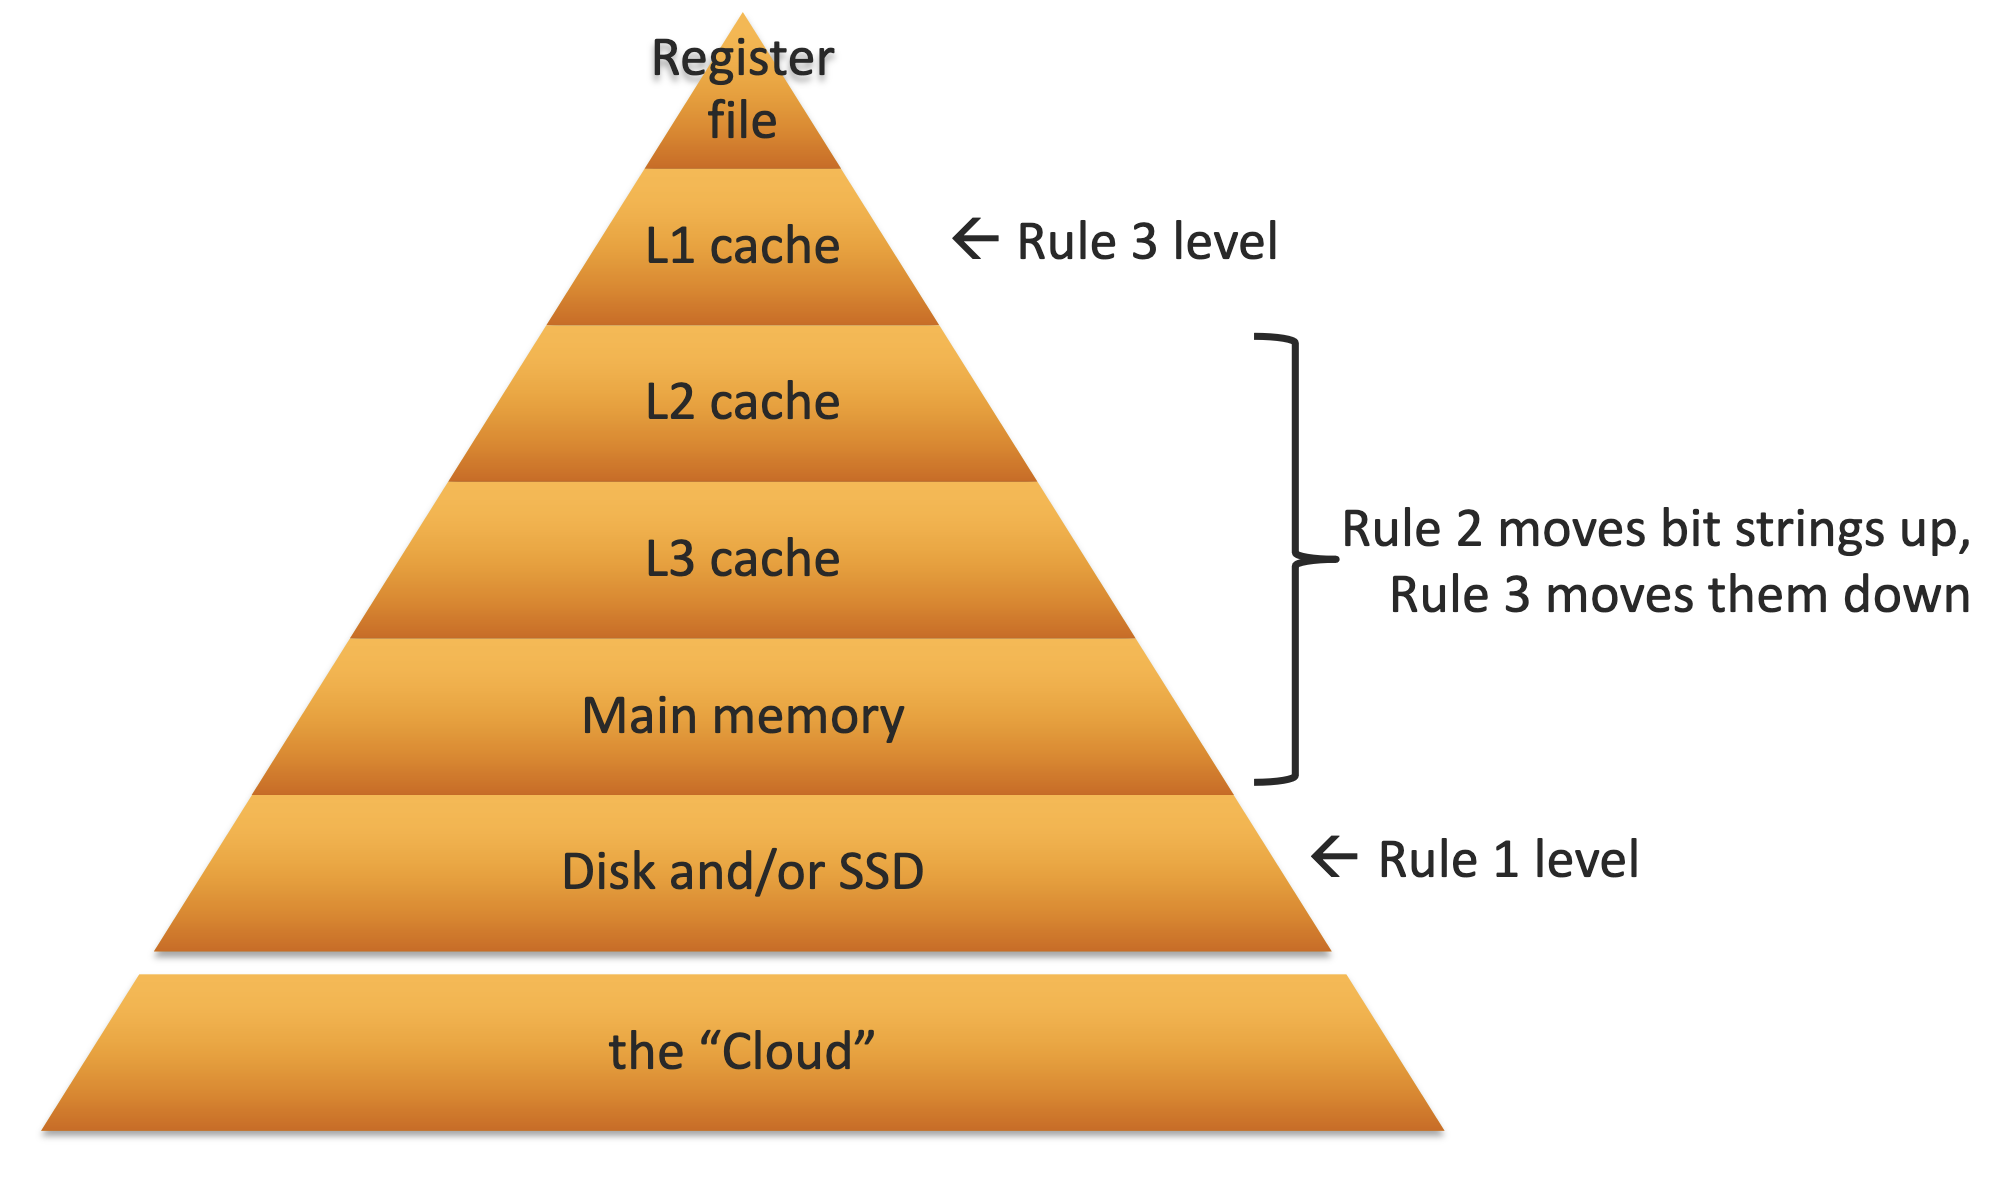 Register
file
L1 cache
← Rule 3 level
L2 cache
L3 cache
Rule 2 moves bit strings up,
Rule 3 moves them down
Main memory
Disk and/or SSD
← Rule 1 level
the “Cloud”